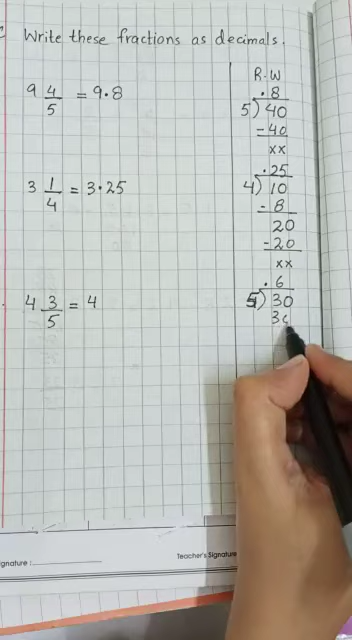 Write these fractions as decimals.
R.W
9 4/5 = 9.8
.8
5)40
-40
xx
3 1/4 = 3.25
.25
4)10
-8
20
-20
xx
4 3/5 = 4
.6
5)30
30
Teacher's Signature